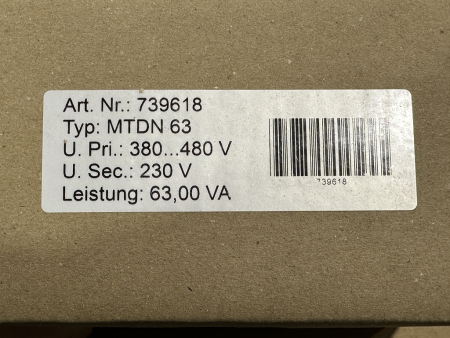 Art. Nr.: 739618
Typ: MTDN 63
U. Pri.: 380...480 V
U. Sec.: 230 V
Leistung: 63,00 VA
739618